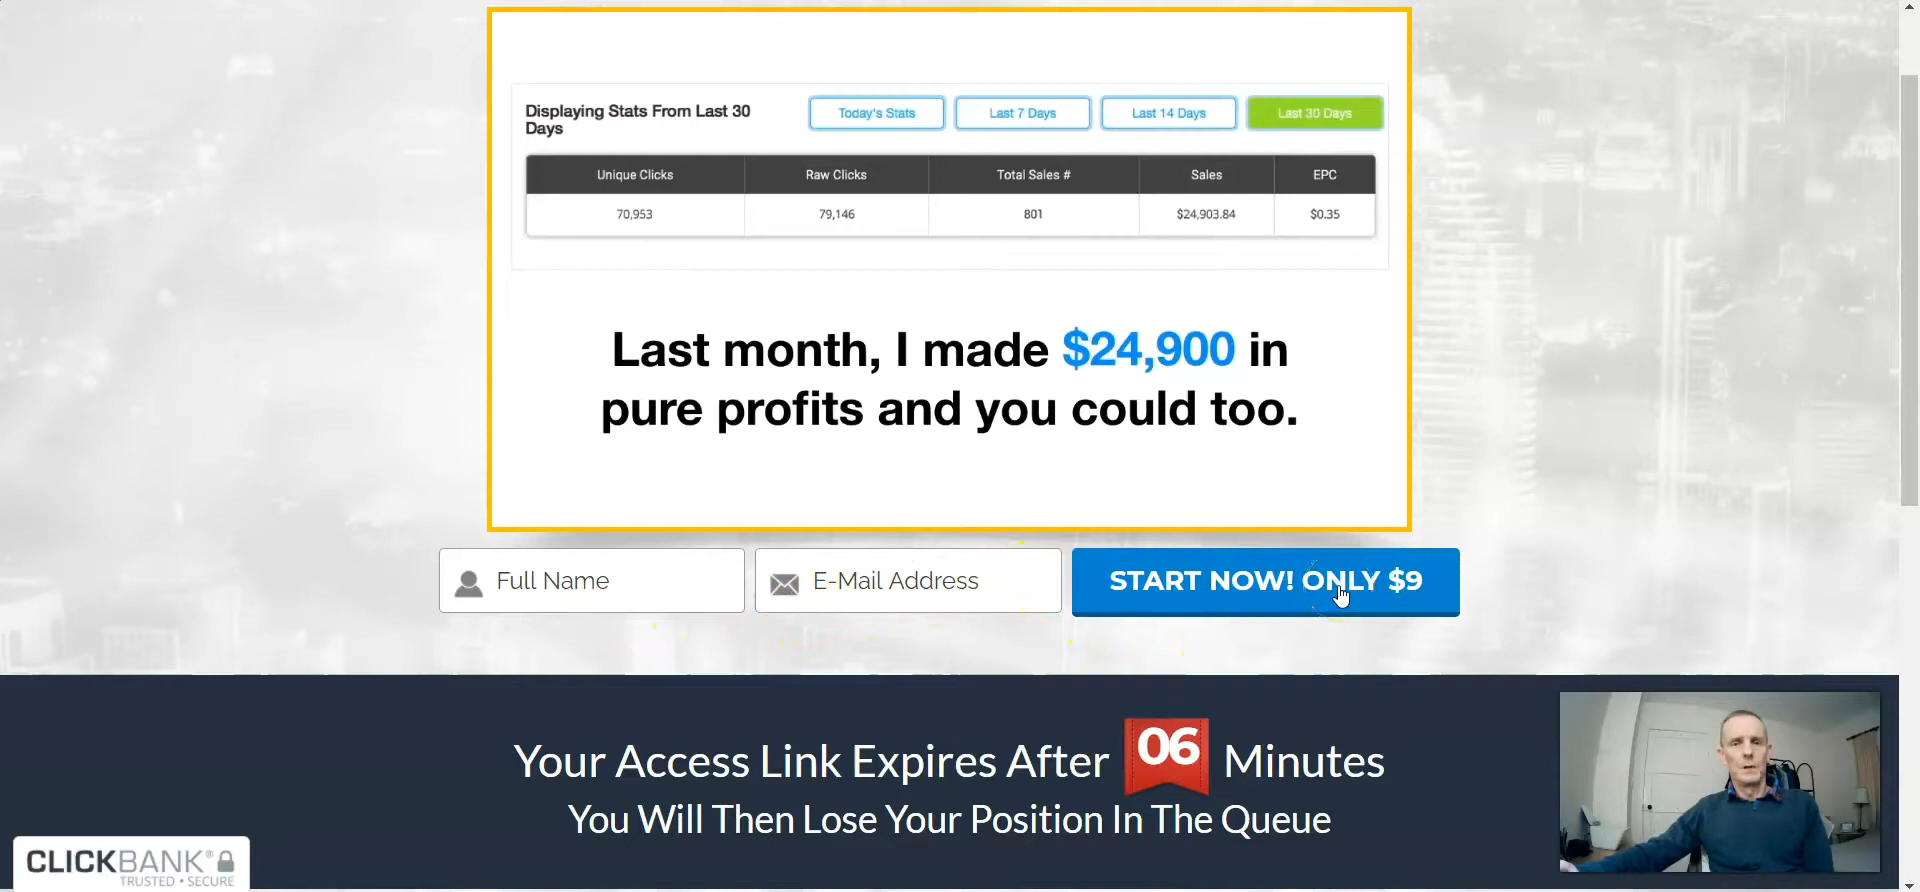 Displaying Stats From Last 30
Days
Today's Stats
Last 7 Days
Last 14 Days
Last 30 Days
Unique Clicks Raw Clicks Total Sales # Sales EPC
70,953 79,146 801 $24,903.84 $0.35
Last month, I made $24,900 in
pure profits and you could too.
Full Name
E-Mail Address
START NOW! ONLY $9
Your Access Link Expires After 06 Minutes
You Will Then Lose Your Position In The Queue
CLICKBANK®
TRUSTED • SECURE